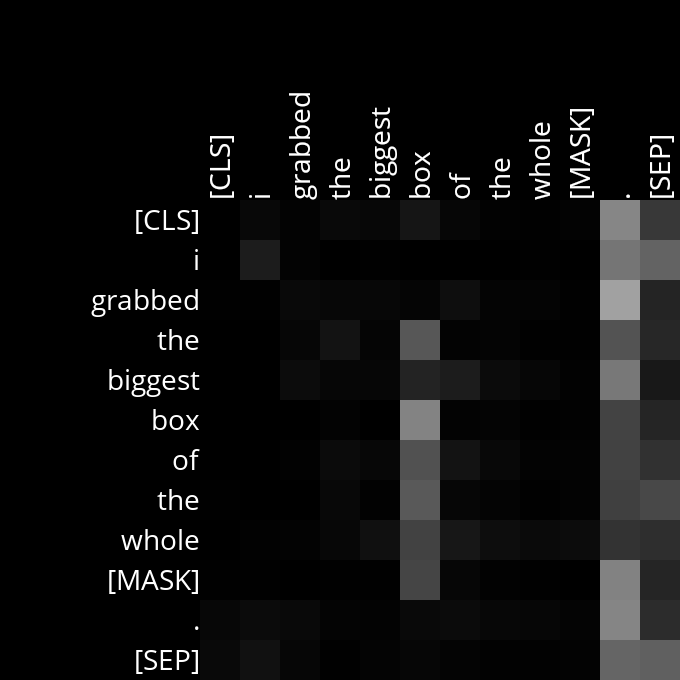 [CLS] i grabbed the biggest box of the whole [MASK] . [SEP]
[CLS]
i
grabbed
the
biggest
box
of
the
whole
[MASK]
.
[SEP]